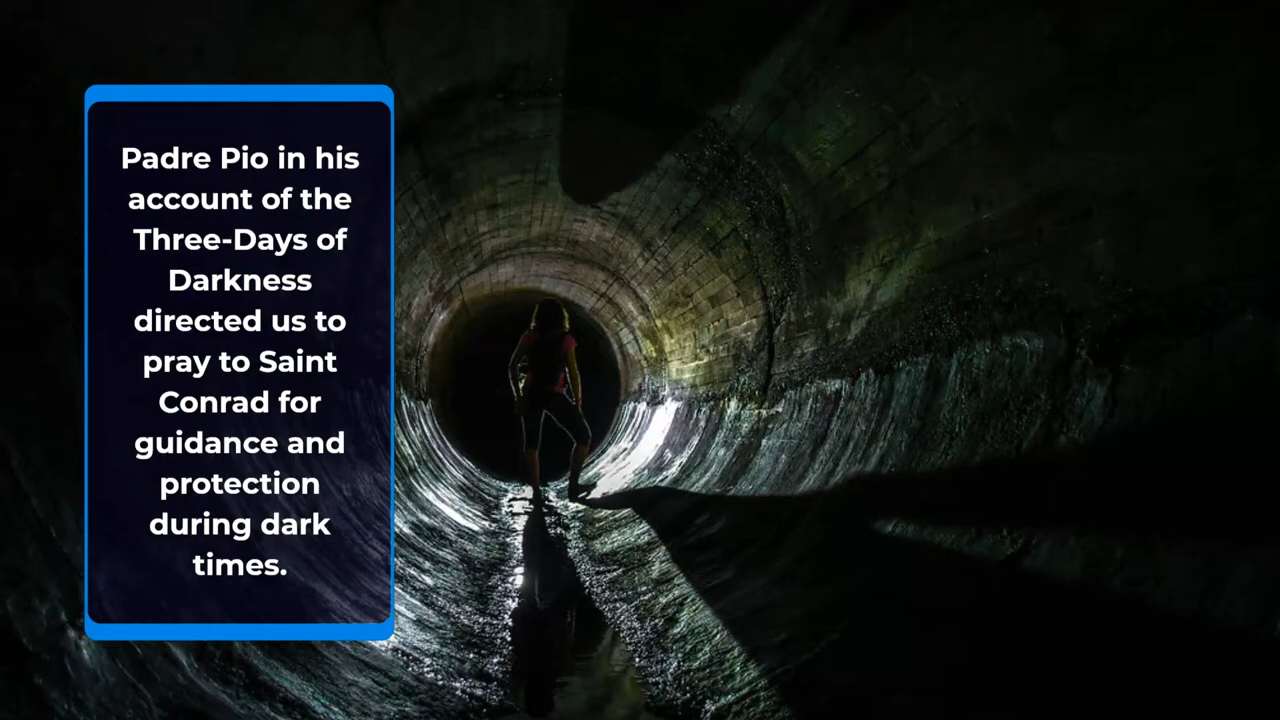 Padre Pio in his
account of the
Three-Days of
Darkness
directed us to
pray to Saint
Conrad for
guidance and
protection
during dark
times.